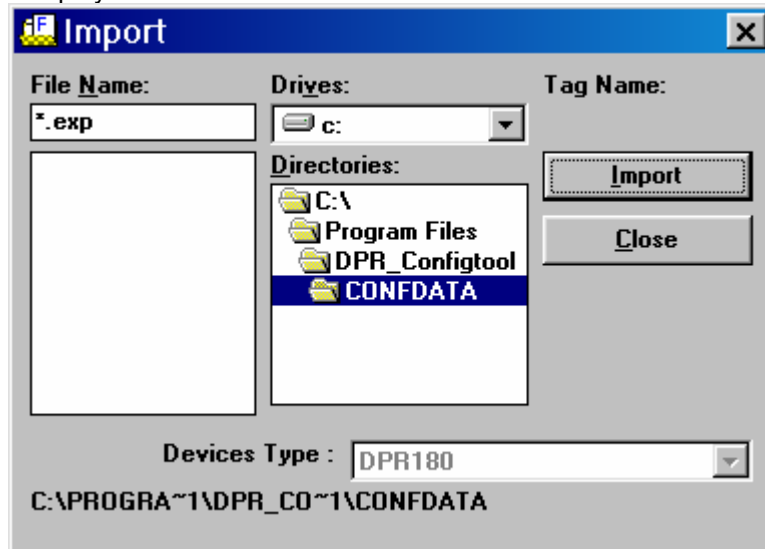 Import
File Name:
Drives:
Tag Name:
*.exp
c:
Directories:
Import
C:\
Program Files
Close
DPR_Configtool
CONFDATA
Devices Type :
DPR180
C:\PROGRA~1\DPR_CO~1\CONFDATA